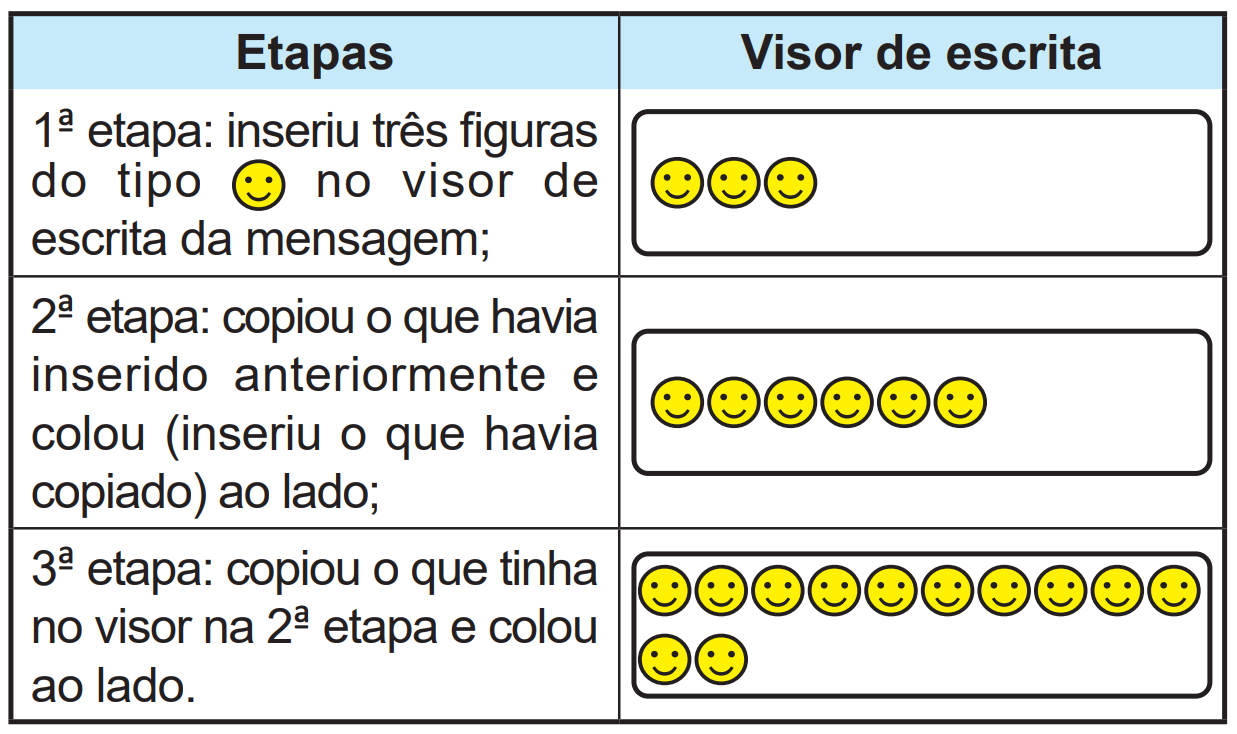 Etapas
Visor de escrita
1ª etapa: inseriu três figuras
do tipo no visor de
escrita da mensagem;
2ª etapa: copiou o que havia
inserido anteriormente e
colou (inseriu o que havia
copiado) ao lado;
3ª etapa: copiou o que tinha
no visor na 2ª etapa e colou
ao lado.